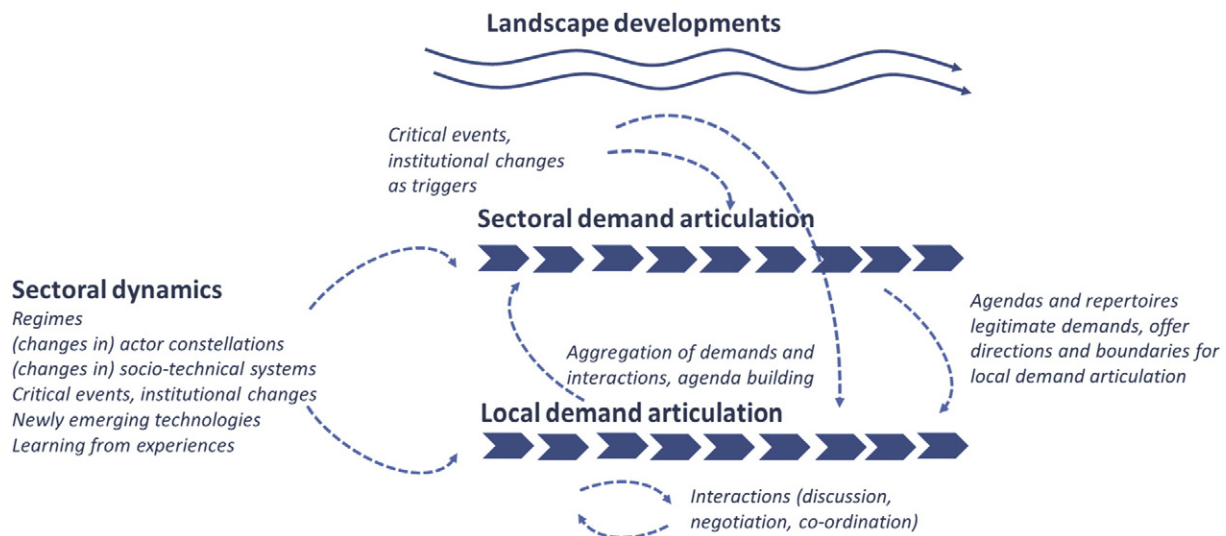 Landscape developments
Critical events,
institutional changes
as triggers
Sectoral demand articulation
Sectoral dynamics
Regimes
(changes in) actor constellations
(changes in) socio-technical systems
Critical events, institutional changes
Newly emerging technologies
Learning from experiences
Aggregation of demands and
interactions, agenda building
Agendas and repertoires
legitimate demands, offer
directions and boundaries for
local demand articulation
Local demand articulation
Interactions (discussion,
negotiation, co-ordination)